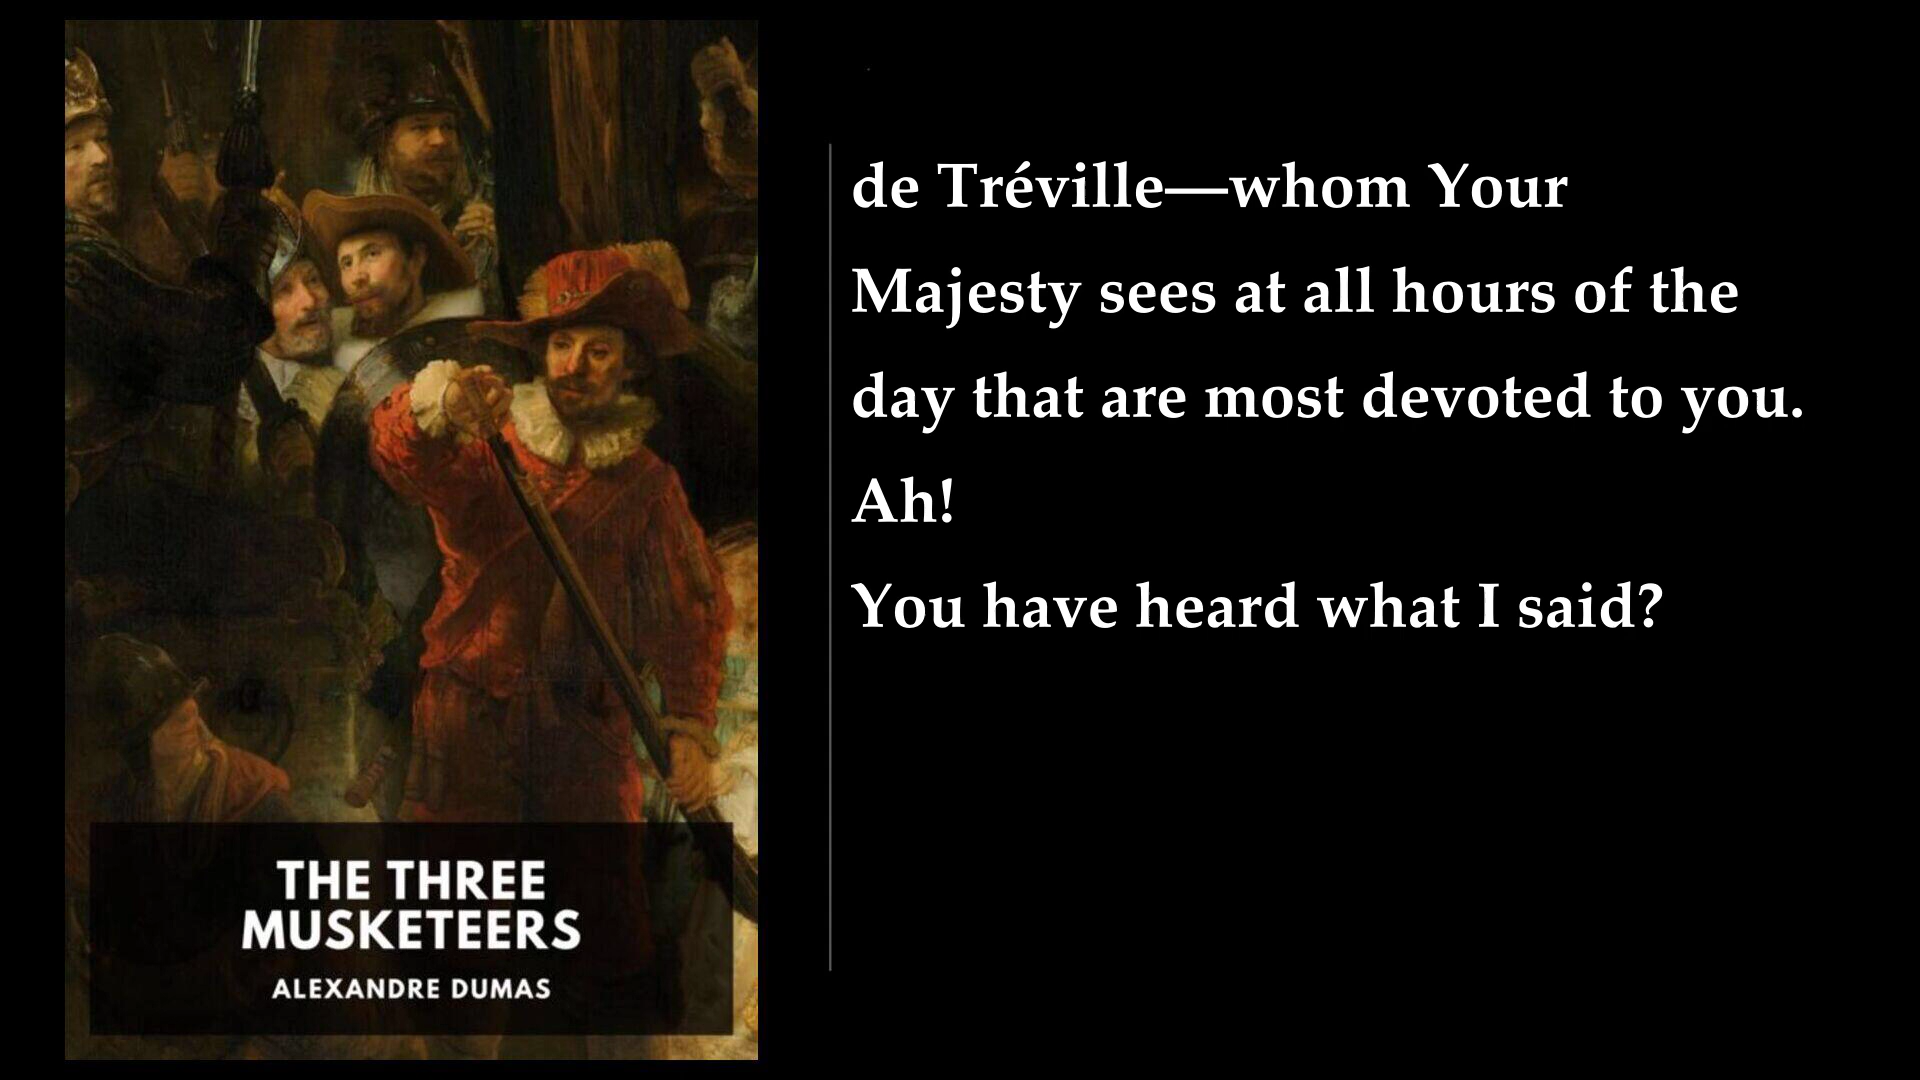 THE THREE
MUSKETEERS
ALEXANDRE DUMAS
de Tréville—whom Your
Majesty sees at all hours of the
day that are most devoted to you.
Ah!
You have heard what I said?